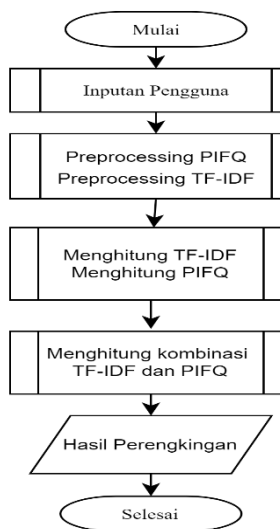 Mulai
Inputan Pengguna
Preprocessing PIFQ
Preprocessing TF-IDF
Menghitung TF-IDF
Menghitung PIFQ
Menghitung kombinasi
TF-IDF dan PIFQ
Hasil Perengkingan
Selesai